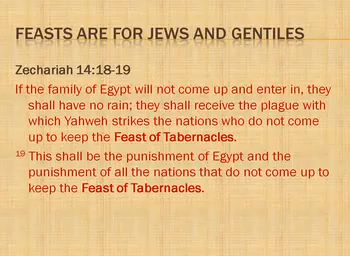 FEASTS ARE FOR JEWS AND GENTILES
Zechariah 14:18-19
If the family of Egypt will not come up and enter in, they
shall have no rain; they shall receive the plague with
which Yahweh strikes the nations who do not come
up to keep the Feast of Tabernacles.
19 This shall be the punishment of Egypt and the
punishment of all the nations that do not come up to
keep the Feast of Tabernacles.